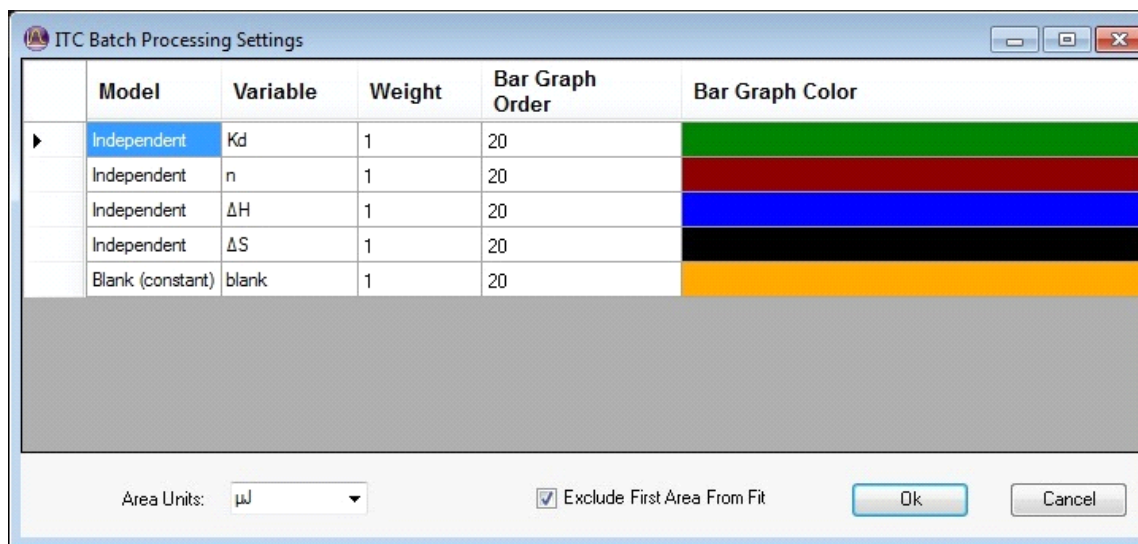 ITC Batch Processing Settings
Model Variable Weight Bar Graph Order Bar Graph Color
Independent Kd 1 20
Independent n 1 20
Independent ΔH 1 20
Independent ΔS 1 20
Blank (constant) blank 1 20
Area Units: µJ Exclude First Area From Fit Ok Cancel